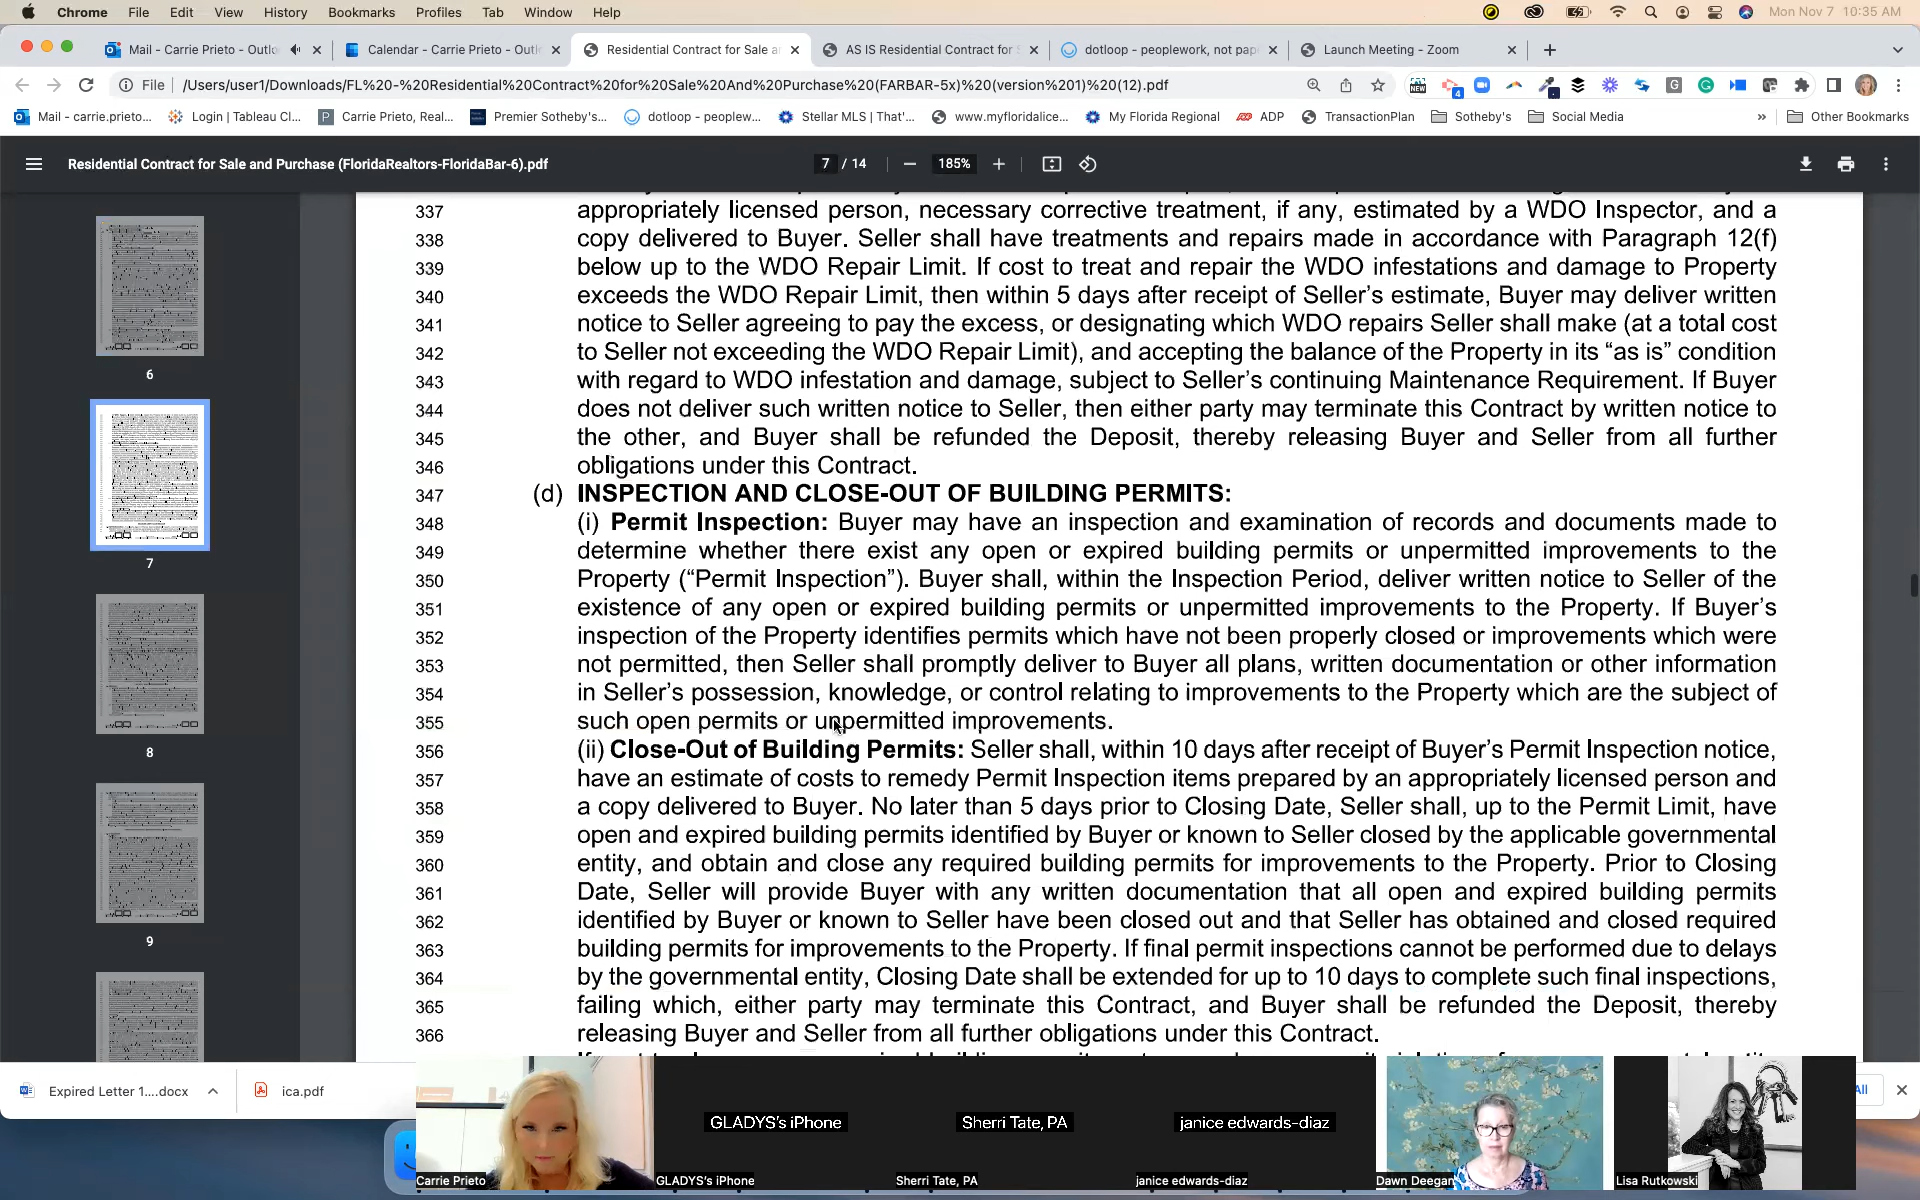 Chrome File Edit View History Bookmarks Profiles Tab Window Help Mon Nov 7 10:35 AM
Mail - Carrie Prieto - Outlo Calendar - Carrie Prieto - Outl Residential Contract for Sale a AS IS Residential Contract for S dotloop - peoplework, not pap Launch Meeting - Zoom
File /Users/user1/Downloads/FL%20-%20Residential%20Contract%20for%20Sale%20And%20Purchase%20(FARBAR-5x)%20(version%201)%20(12).pdf
Mail - carrie.prieto... Login | Tableau Cl... Carrie Prieto, Real... Premier Sotheby's... dotloop - peoplew... Stellar MLS | That'... www.myfloridalice... My Florida Regional ADP TransactionPlan Sotheby's Social Media » Other Bookmarks
Residential Contract for Sale and Purchase (FloridaRealtors-FloridaBar-6).pdf 7 / 14 185%
337 appropriately licensed person, necessary corrective treatment, if any, estimated by a WDO Inspector, and a
338 copy delivered to Buyer. Seller shall have treatments and repairs made in accordance with Paragraph 12(f)
339 below up to the WDO Repair Limit. If cost to treat and repair the WDO infestations and damage to Property
340 exceeds the WDO Repair Limit, then within 5 days after receipt of Seller's estimate, Buyer may deliver written
341 notice to Seller agreeing to pay the excess, or designating which WDO repairs Seller shall make (at a total cost
342 to Seller not exceeding the WDO Repair Limit), and accepting the balance of the Property in its “as is” condition
343 with regard to WDO infestation and damage, subject to Seller's continuing Maintenance Requirement. If Buyer
344 does not deliver such written notice to Seller, then either party may terminate this Contract by written notice to
345 the other, and Buyer shall be refunded the Deposit, thereby releasing Buyer and Seller from all further
346 obligations under this Contract.
347 (d) INSPECTION AND CLOSE-OUT OF BUILDING PERMITS:
348 (i) Permit Inspection: Buyer may have an inspection and examination of records and documents made to
349 determine whether there exist any open or expired building permits or unpermitted improvements to the
350 Property (“Permit Inspection”). Buyer shall, within the Inspection Period, deliver written notice to Seller of the
351 existence of any open or expired building permits or unpermitted improvements to the Property. If Buyer's
352 inspection of the Property identifies permits which have not been properly closed or improvements which were
353 not permitted, then Seller shall promptly deliver to Buyer all plans, written documentation or other information
354 in Seller's possession, knowledge, or control relating to improvements to the Property which are the subject of
355 such open permits or unpermitted improvements.
356 (ii) Close-Out of Building Permits: Seller shall, within 10 days after receipt of Buyer's Permit Inspection notice,
357 have an estimate of costs to remedy Permit Inspection items prepared by an appropriately licensed person and
358 a copy delivered to Buyer. No later than 5 days prior to Closing Date, Seller shall, up to the Permit Limit, have
359 open and expired building permits identified by Buyer or known to Seller closed by the applicable governmental
360 entity, and obtain and close any required building permits for improvements to the Property. Prior to Closing
361 Date, Seller will provide Buyer with any written documentation that all open and expired building permits
362 identified by Buyer or known to Seller have been closed out and that Seller has obtained and closed required
363 building permits for improvements to the Property. If final permit inspections cannot be performed due to delays
364 by the governmental entity, Closing Date shall be extended for up to 10 days to complete such final inspections,
365 failing which, either party may terminate this Contract, and Buyer shall be refunded the Deposit, thereby
366 releasing Buyer and Seller from all further obligations under this Contract.
6
7
8
9
Expired Letter 1....docx ica.pdf All
GLADYS's iPhone Sherri Tate, PA janice edwards-diaz
Carrie Prieto GLADYS's iPhone Sherri Tate, PA janice edwards-diaz Dawn Deegan Lisa Rutkowski